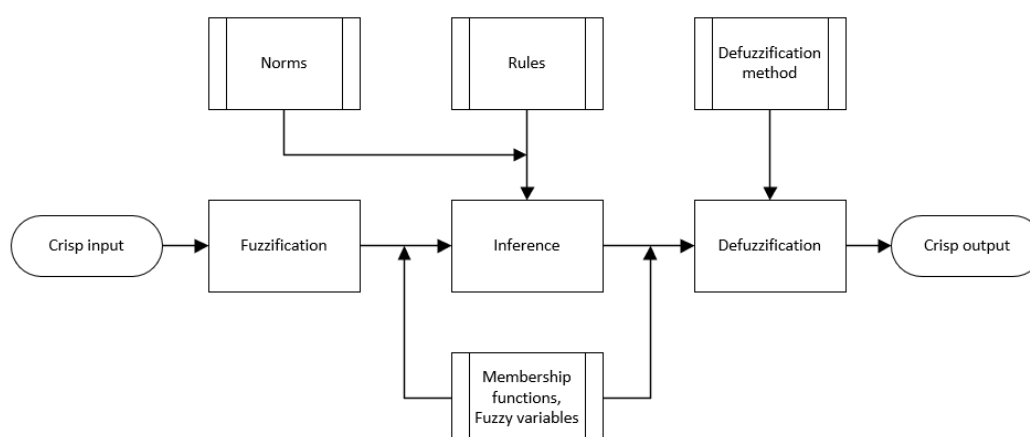 Norms
Rules
Defuzzification
method
Crisp input
Fuzzification
Inference
Defuzzification
Crisp output
Membership
functions,
Fuzzy variables